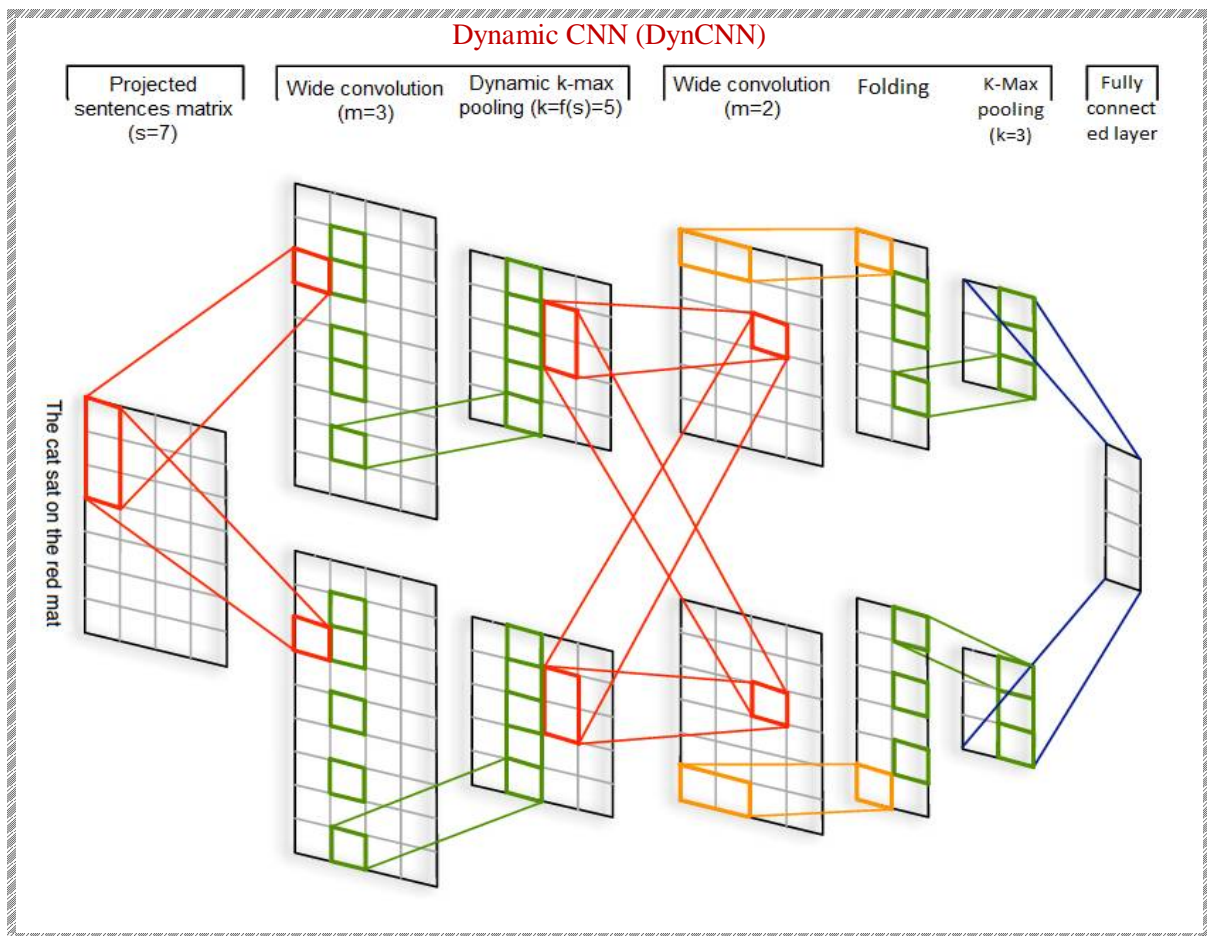 Dynamic CNN (DynCNN)
Projected
sentences matrix
(s=7)
Wide convolution
(m=3)
Dynamic k-max
pooling (k=f(s)=5)
Wide convolution
(m=2)
Folding
K-Max
pooling
(k=3)
Fully
connect
ed layer
The cat sat on the red mat